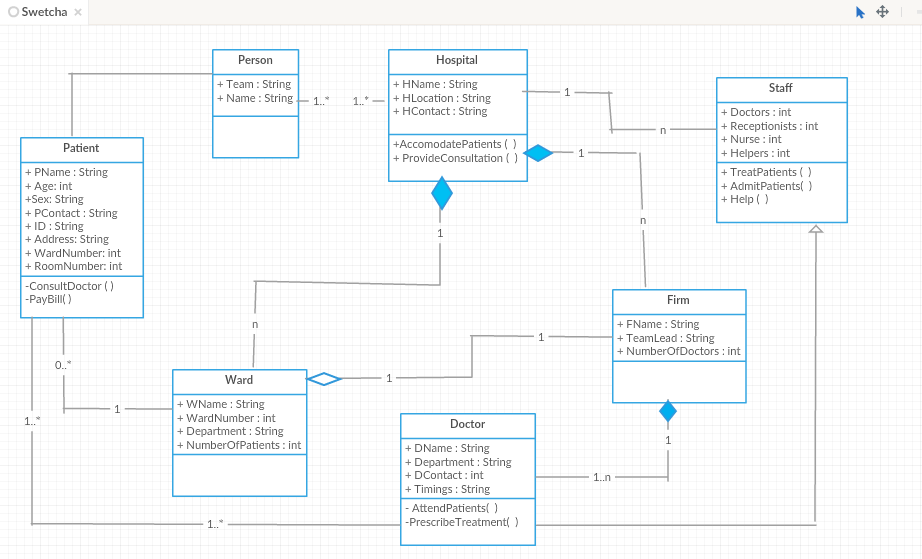 Swetcha
Person
+ Team : String
+ Name : String
1..*
1..*
Hospital
+ HName : String
+ HLocation : String
+ HContact : String
+AccomodatePatients ( )
+ ProvideConsultation ( )
1
n
Staff
+ Doctors : int
+ Receptionists : int
+ Nurse : int
+ Helpers : int
+ TreatPatients ( )
+ AdmitPatients( )
+ Help ( )
Patient
+ PName : String
+ Age: int
+Sex: String
+ PContact : String
+ ID : String
+ Address: String
+ WardNumber: int
+ RoomNumber: int
-ConsultDoctor ( )
-PayBill( )
1
n
1
n
Firm
+ FName : String
+ TeamLead : String
+ NumberOfDoctors : int
0..*
1
1..*
1
1
Ward
+ WName : String
+ WardNumber : int
+ Department : String
+ NumberOfPatients : int
Doctor
+ DName : String
+ Department : String
+ DContact : int
+ Timings : String
- AttendPatients( )
-PrescribeTreatment( )
1
1..n
1..*